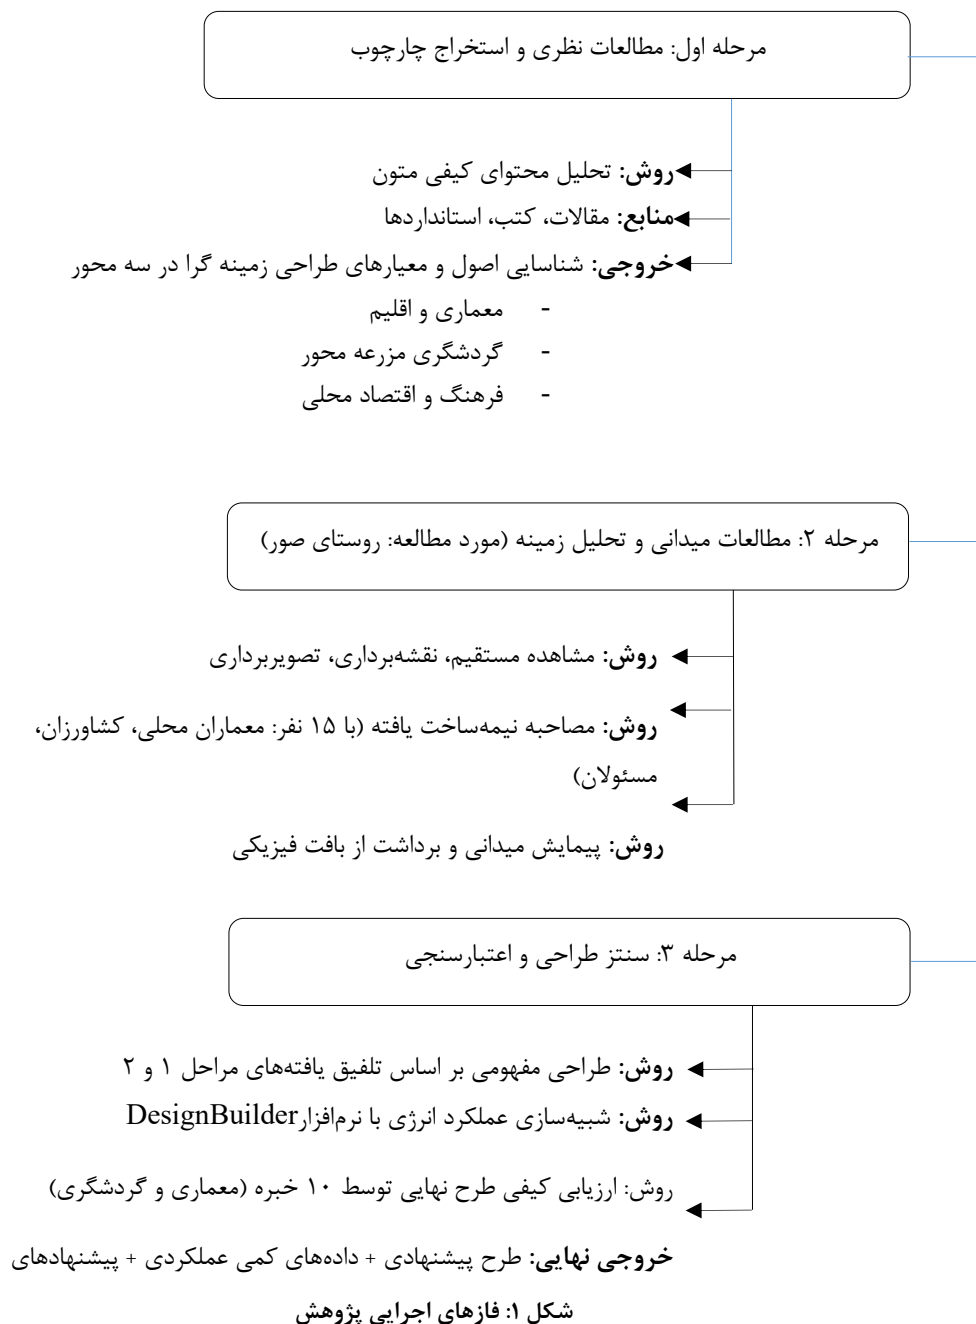 مرحله اول: مطالعات نظری و استخراج چارچوب
روش: تحلیل محتوای کیفی متون
منابع: مقالات، کتب، استانداردها
خروجی: شناسایی اصول و معیارهای طراحی زمینه گرا در سه محور
- معماری و اقلیم
- گردشگری مزرعه محور
- فرهنگ و اقتصاد محلی
مرحله ۲: مطالعات میدانی و تحلیل زمینه (مورد مطالعه: روستای صور)
روش: مشاهده مستقیم، نقشه‌برداری، تصویربرداری
روش: مصاحبه نیمه‌ساخت یافته (با ۱۵ نفر: معماران محلی، کشاورزان،
مسئولان)
روش: پیمایش میدانی و برداشت از بافت فیزیکی
مرحله ۳: سنتز طراحی و اعتبارسنجی
روش: طراحی مفهومی بر اساس تلفیق یافته‌های مراحل ۱ و ۲
روش: شبیه‌سازی عملکرد انرژی با نرم‌افزارDesignBuilder
روش: ارزیابی کیفی طرح نهایی توسط ۱۰ خبره (معماری و گردشگری)
خروجی نهایی: طرح پیشنهادی + داده‌های کمی عملکردی + پیشنهادهای
شکل ۱: فازهای اجرایی پژوهش